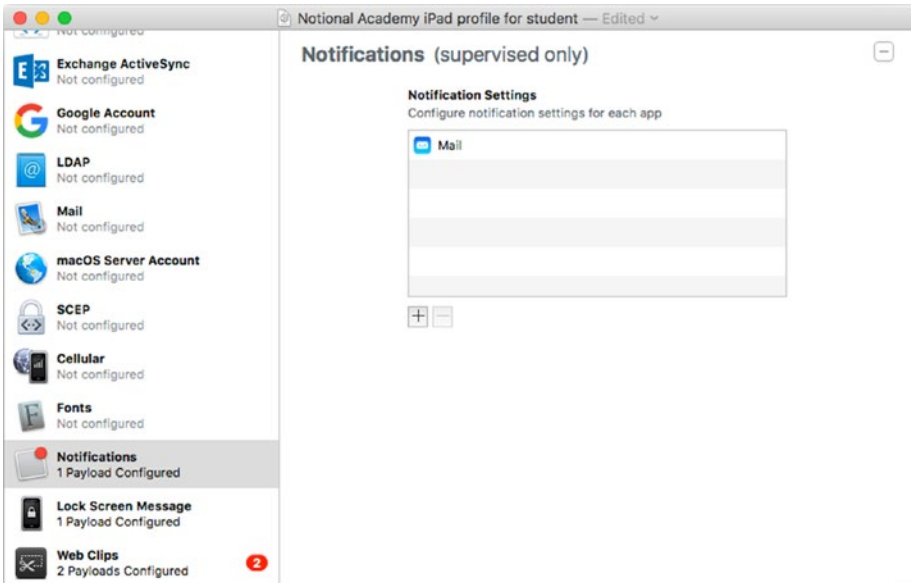 Notional Academy iPad profile for student — Edited
Not configured
Exchange ActiveSync
Not configured
Google Account
Not configured
LDAP
Not configured
Mail
Not configured
macOS Server Account
Not configured
SCEP
Not configured
Cellular
Not configured
Fonts
Not configured
Notifications
1 Payload Configured
Lock Screen Message
1 Payload Configured
Web Clips
2 Payloads Configured
2
Notifications (supervised only)
Notification Settings
Configure notification settings for each app
Mail